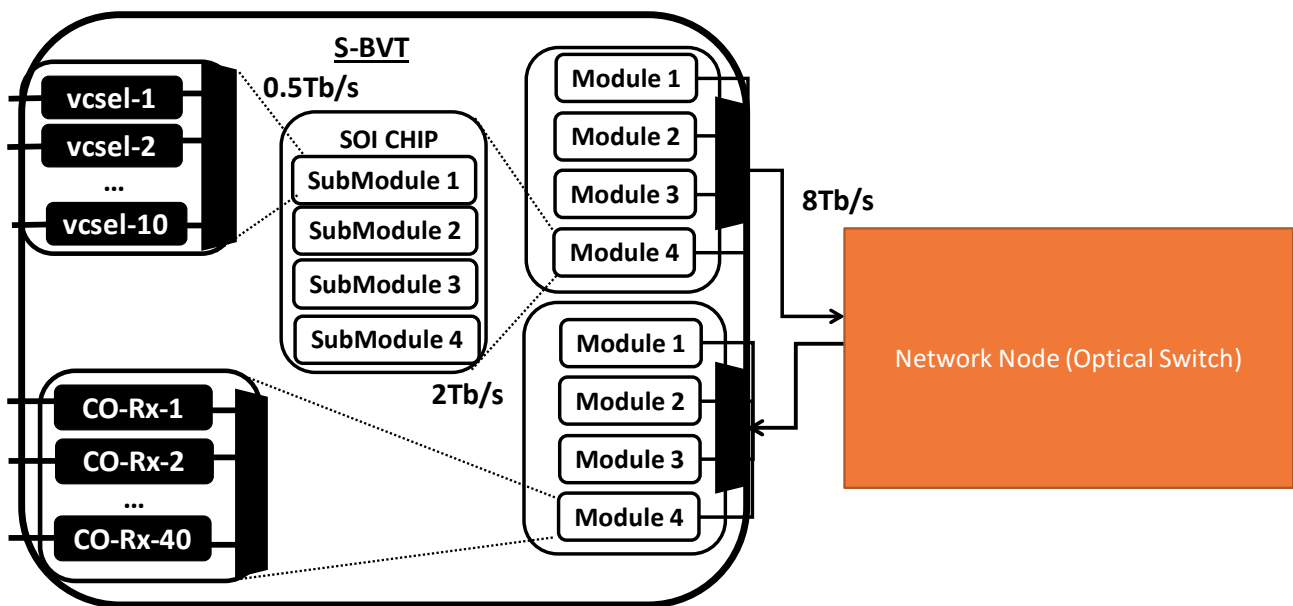 S-BVT
vcsel-1
vcsel-2
...
vcsel-10
0.5Tb/s
SOI CHIP
SubModule 1
SubModule 2
SubModule 3
SubModule 4
2Tb/s
Module 1
Module 2
Module 3
Module 4
8Tb/s
CO-Rx-1
CO-Rx-2
...
CO-Rx-40
Module 1
Module 2
Module 3
Module 4
Network Node (Optical Switch)